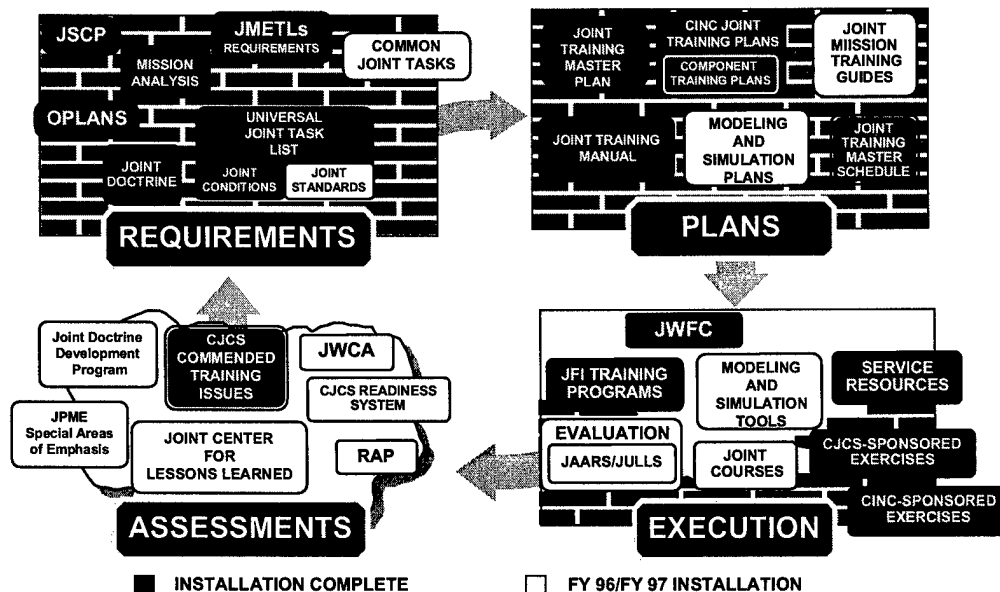 JSCP
MISSION
ANALYSIS
JMETLs
REQUIREMENTS
COMMON
JOINT TASKS
OPLANS
UNIVERSAL
JOINT TASK
LIST
JOINT
DOCTRINE
JOINT
CONDITIONS
JOINT
STANDARDS
REQUIREMENTS
JOINT
TRAINING
MASTER
PLAN
CINC JOINT
TRAINING PLANS
COMPONENT
TRAINING PLANS
JOINT
MIISSION
TRAINING
GUIDES
JOINT TRAINING
MANUAL
MODELING
AND
SIMULATION
PLANS
JOINT
TRAINING
MASTER
SCHEDULE
PLANS
Joint Doctrine
Development
Program
CJCS
COMMENDED
TRAINING
ISSUES
JWCA
CJCS READINESS
SYSTEM
JPME
Special Areas
of Emphasis
JOINT CENTER
FOR
LESSONS LEARNED
RAP
ASSESSMENTS
JWFC
JFI TRAINING
PROGRAMS
MODELING
AND
SIMULATION
TOOLS
SERVICE
RESOURCES
EVALUATION
JAARS/JULLS
JOINT
COURSES
CJCS-SPONSORED
EXERCISES
CINC-SPONSORED
EXERCISES
EXECUTION
INSTALLATION COMPLETE
FY 96/FY 97 INSTALLATION